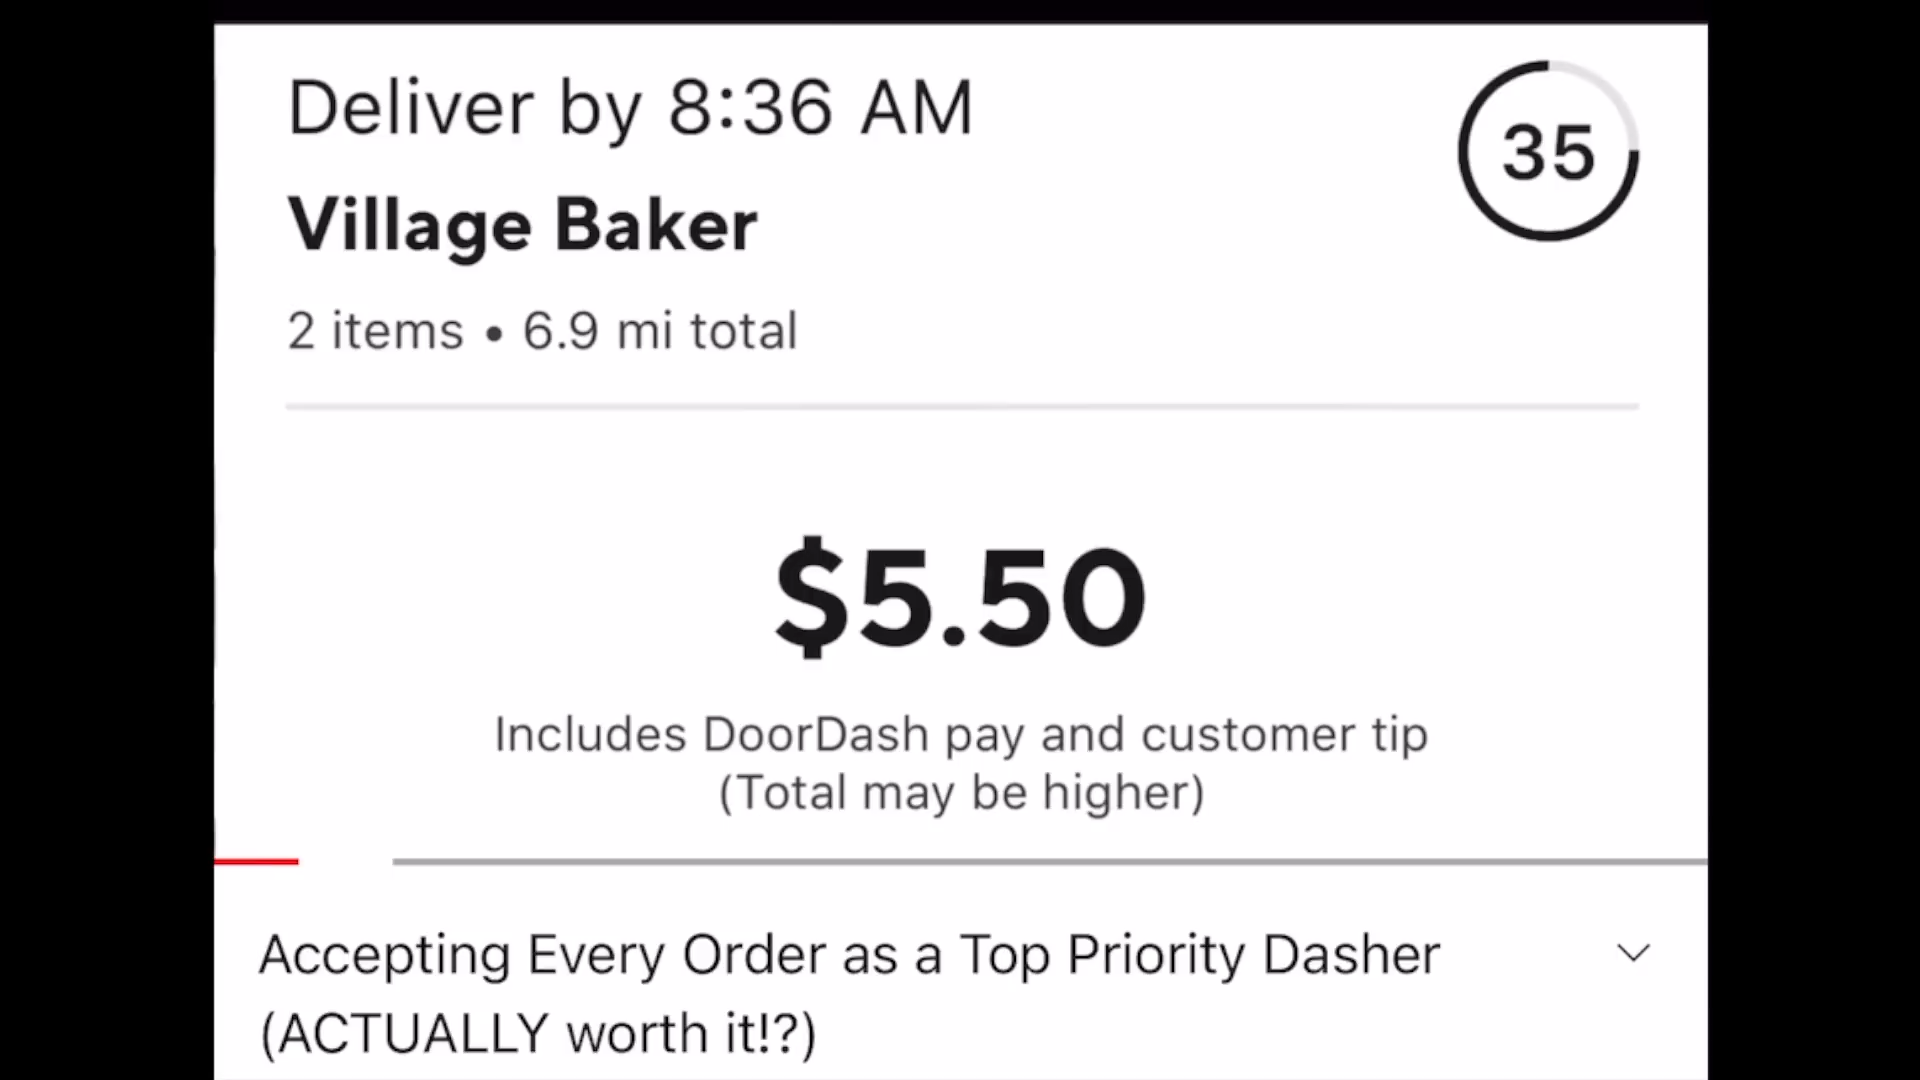 Deliver by 8:36 AM
35
Village Baker
2 items • 6.9 mi total
$5.50
Includes DoorDash pay and customer tip
(Total may be higher)
Accepting Every Order as a Top Priority Dasher
(ACTUALLY worth it!?)